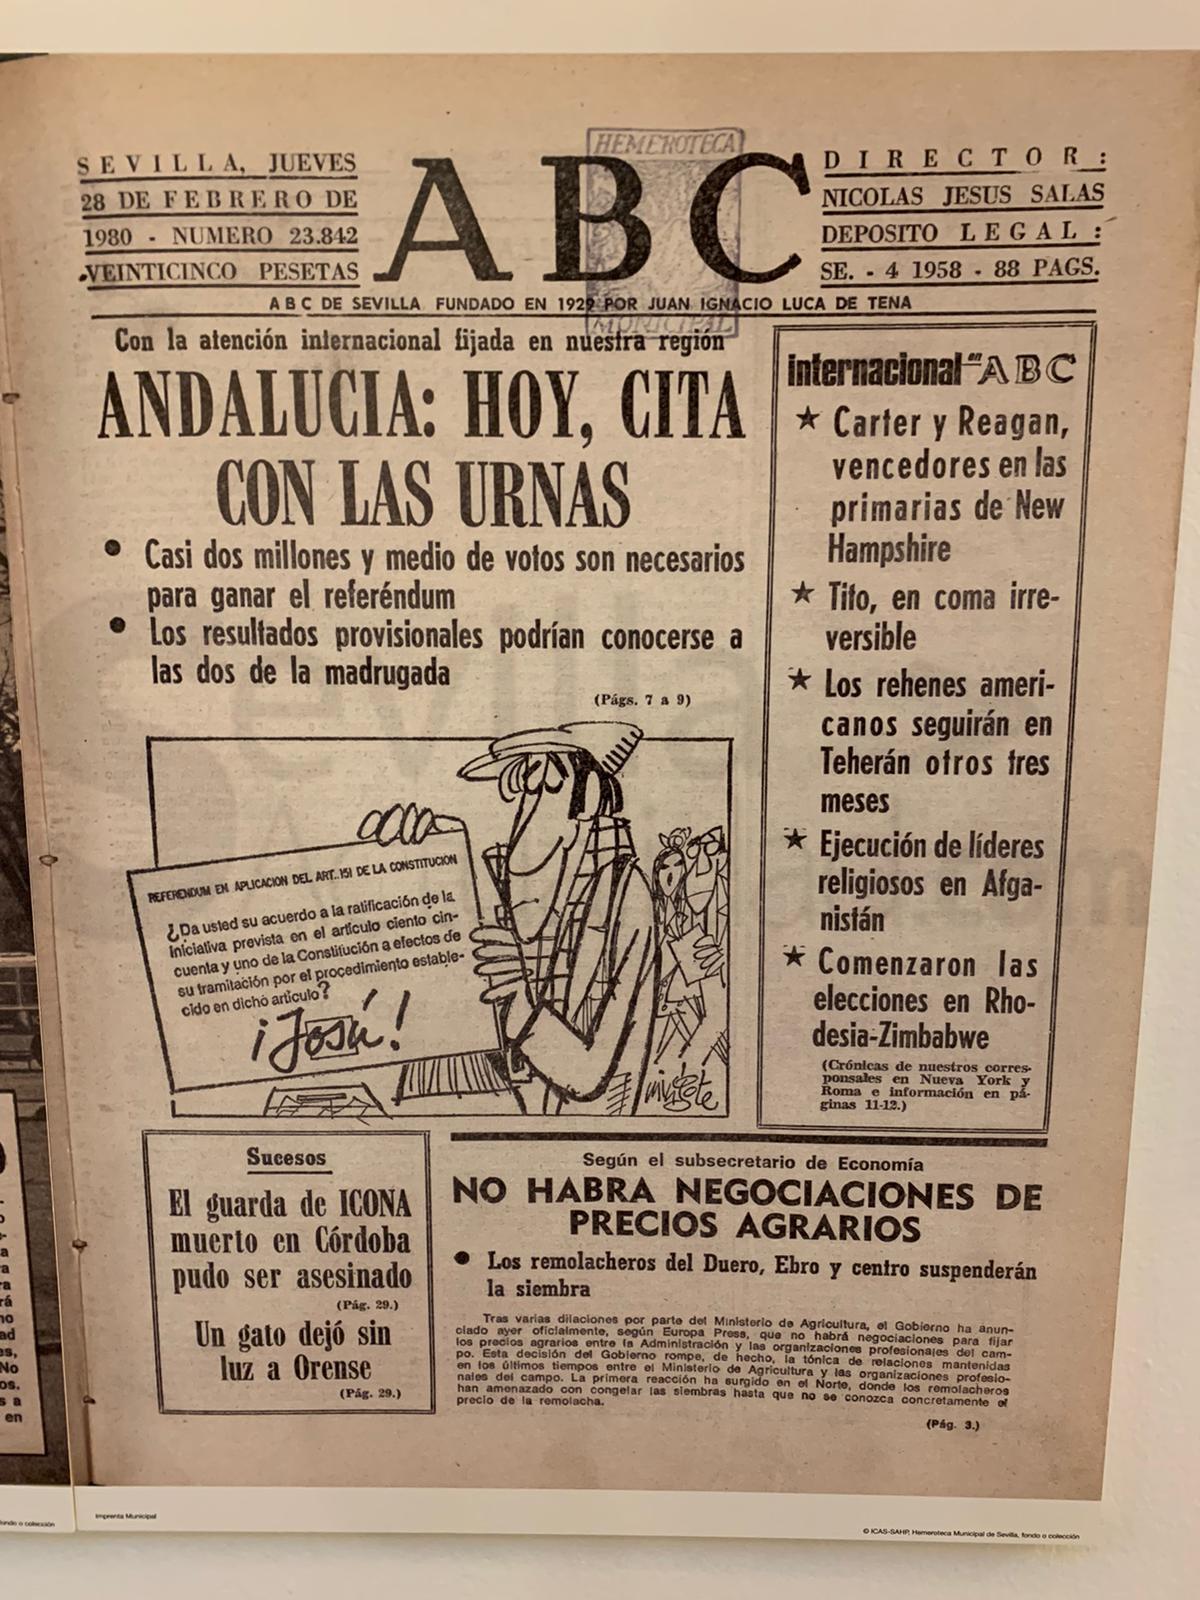 SEVILLA, JUEVES
28 DE FEBRERO DE
1980 - NUMERO 23.842
VEINTICINCO PESETAS
ABC
HEMEROTECA
MUNICIPAL
DIRECTOR:
NICOLAS JESUS SALAS
DEPOSITO LEGAL:
SE. - 4 1958 - 88 PAGS.
ABC DE SEVILLA FUNDADO EN 1929 POR JUAN IGNACIO LUCA DE TENA
Con la atención internacional fijada en nuestra región
ANDALUCIA: HOY, CITA
CON LAS URNAS
● Casi dos millones y medio de votos son necesarios
para ganar el referéndum
● Los resultados provisionales podrían conocerse a
las dos de la madrugada
(Págs. 7 a 9)
REFERENDUM EN APLICACION DEL ART. 151 DE LA CONSTITUCION
¿Da usted su acuerdo a la ratificación de la
iniciativa prevista en el artículo ciento cin-
cuenta y uno de la Constitución a efectos de
su tramitación por el procedimiento estable-
cido en dicho artículo?
¡Josú!
mingote
internacional ABC
★ Carter y Reagan,
vencedores en las
primarias de New
Hampshire
★ Tito, en coma irre-
versible
★ Los rehenes ameri-
canos seguirán en
Teherán otros tres
meses
★ Ejecución de líderes
religiosos en Afga-
nistán
★ Comenzaron las
elecciones en Rho-
desia-Zimbabwe
(Crónicas de nuestros corres-
ponsales en Nueva York y
Roma e información en pá-
ginas 11-12.)
Sucesos
El guarda de ICONA
muerto en Córdoba
pudo ser asesinado
(Pág. 29.)
Un gato dejó sin
luz a Orense
(Pág. 29.)
Según el subsecretario de Economía
NO HABRA NEGOCIACIONES DE
PRECIOS AGRARIOS
● Los remolacheros del Duero, Ebro y centro suspenderán
la siembra
Tras varias dilaciones por parte del Ministerio de Agricultura, el Gobierno ha anun-
ciado ayer oficialmente, según Europa Press, que no habrá negociaciones para fijar
los precios agrarios entre la Administración y las organizaciones profesionales del cam-
po. Esta decisión del Gobierno rompe, de hecho, la tónica de relaciones mantenidas
en los últimos tiempos entre el Ministerio de Agricultura y las organizaciones profesio-
nales del campo. La primera reacción ha surgido en el Norte, donde los remolacheros
han amenazado con congelar las siembras hasta que no se conozca concretamente el
precio de la remolacha.
(Pág. 3.)
fondo o colección
Imprenta Municipal
© ICAS-SAHP, Hemeroteca Municipal de Sevilla, fondo o colección